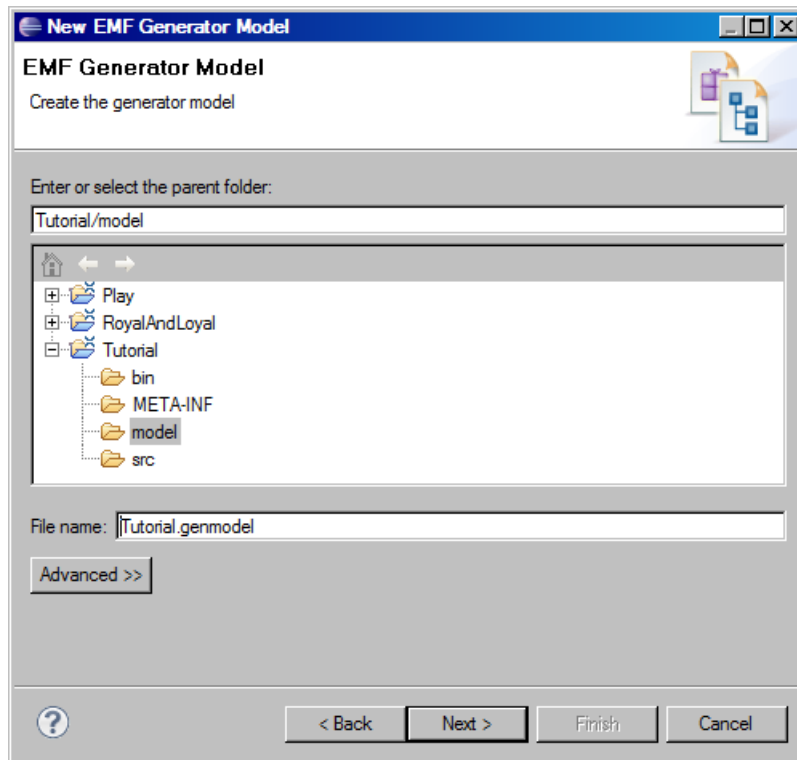 New EMF Generator Model
EMF Generator Model
Create the generator model
Enter or select the parent folder:
Tutorial/model
Play
RoyalAndLoyal
Tutorial
bin
META-INF
model
src
File name: Tutorial.genmodel
Advanced >>
? < Back Next > Finish Cancel